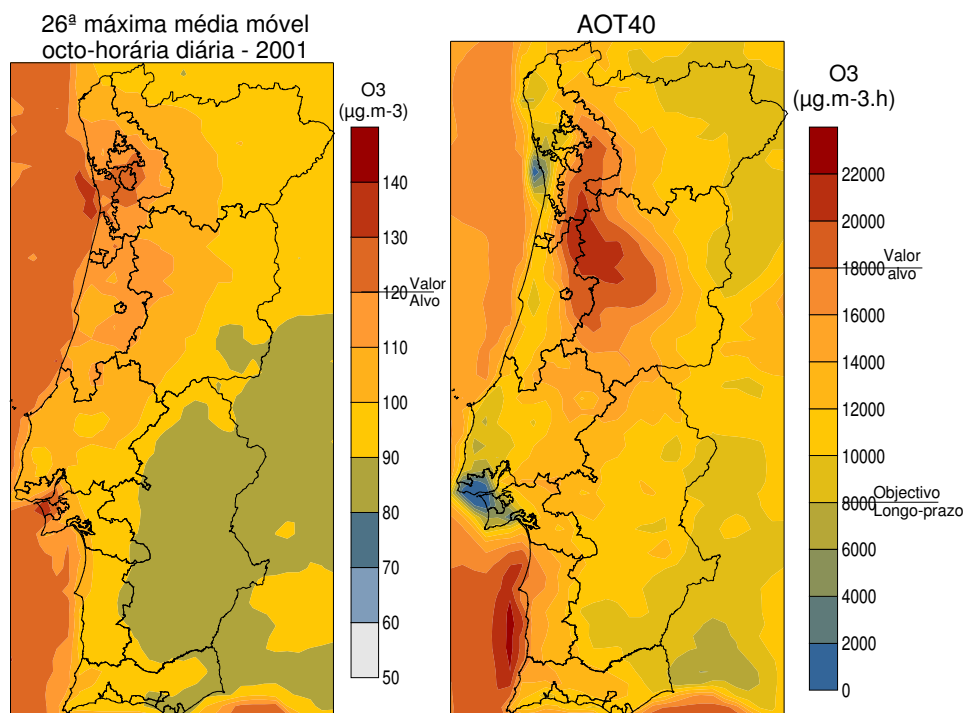 26ª máxima média móvel
octo-horária diária - 2001
O3
(µg.m-3)
140
130
120
Valor
Alvo
110
100
90
80
70
60
50
AOT40
O3
(µg.m-3.h)
22000
20000
18000
Valor
alvo
16000
14000
12000
10000
8000
Objectivo
Longo-prazo
6000
4000
2000
0